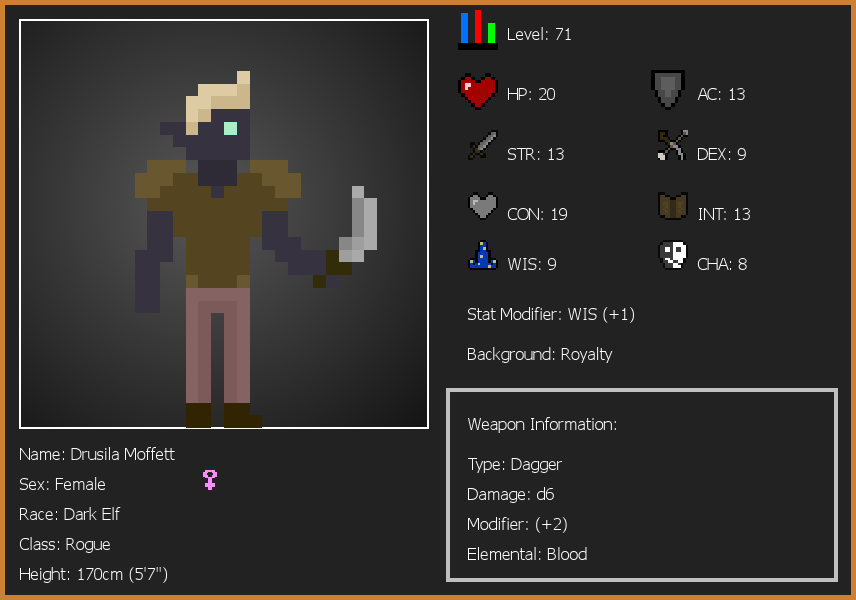 Level: 71
HP: 20
AC: 13
STR: 13
DEX: 9
CON: 19
INT: 13
WIS: 9
CHA: 8
Stat Modifier: WIS (+1)
Background: Royalty
Weapon Information:
Type: Dagger
Damage: d6
Modifier: (+2)
Elemental: Blood
Name: Drusila Moffett
Sex: Female
Race: Dark Elf
Class: Rogue
Height: 170cm (5'7")